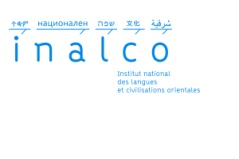 ተቋም национален שפה 文化 شرقية
inalco
Institut national
des langues
et civilisations orientales